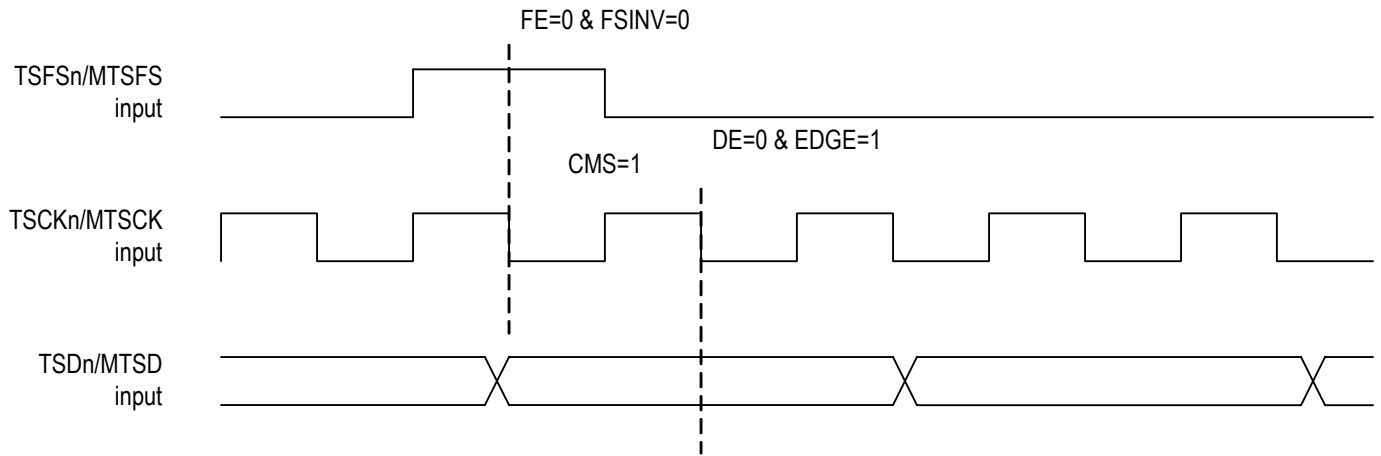 FE=0 & FSINV=0
TSFSn/MTSFS
input
DE=0 & EDGE=1
CMS=1
TSCKn/MTSCK
input
TSDn/MTSD
input